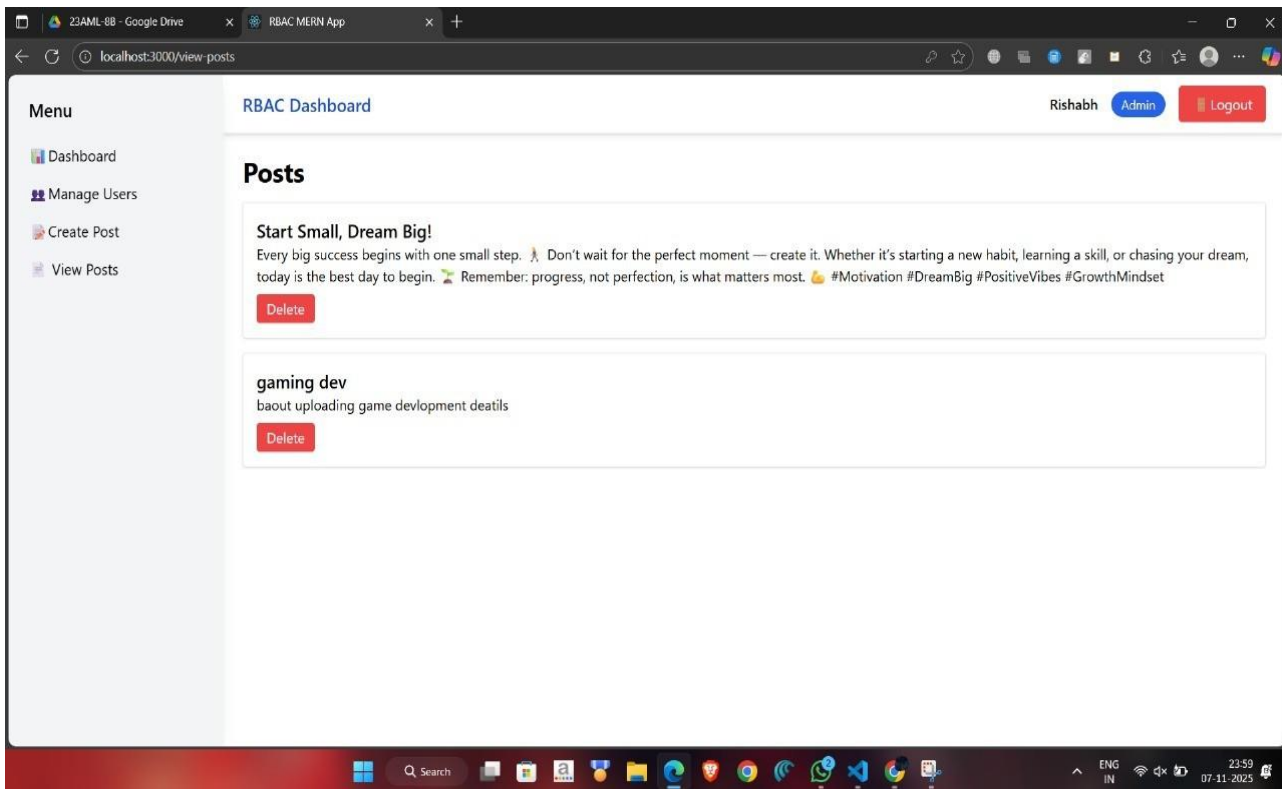 23AML-8B - Google Drive
RBAC MERN App
localhost:3000/view-posts
Menu
RBAC Dashboard
Rishabh
Admin
Logout
Dashboard
Manage Users
Create Post
View Posts
Posts
Start Small, Dream Big!
Every big success begins with one small step. 🚶 Don't wait for the perfect moment — create it. Whether it's starting a new habit, learning a skill, or chasing your dream,
today is the best day to begin. 🌱 Remember: progress, not perfection, is what matters most. 💪 #Motivation #DreamBig #PositiveVibes #GrowthMindset
Delete
gaming dev
baout uploading game devlopment deatils
Delete
Search
a
2
ENG
IN
23:59
07-11-2025